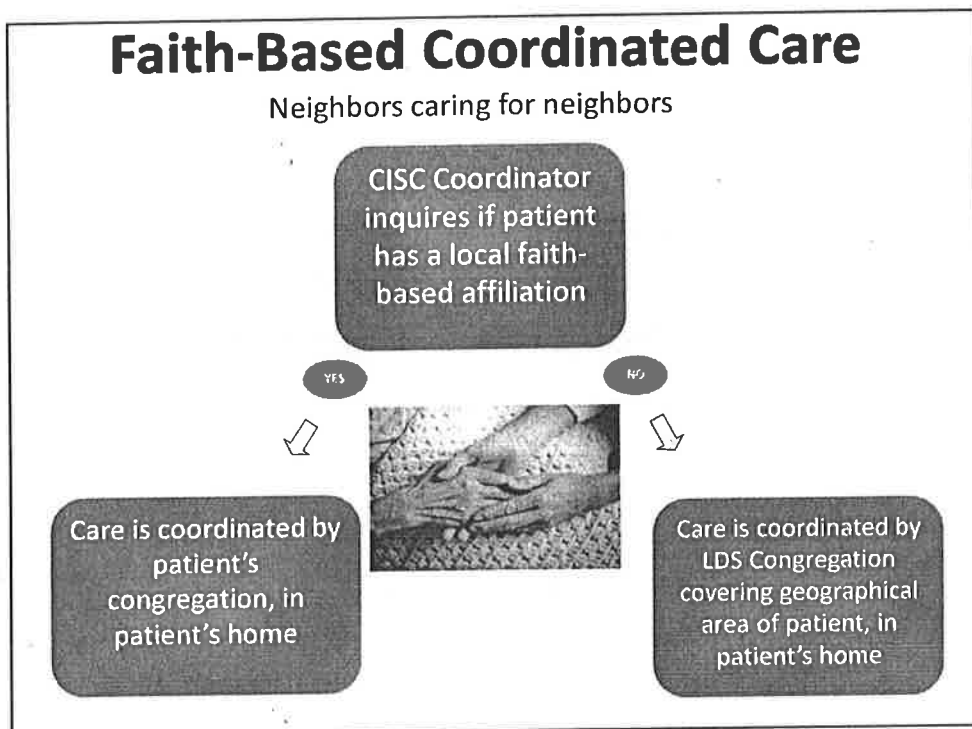 Faith-Based Coordinated Care
Neighbors caring for neighbors
CISC Coordinator
inquires if patient
has a local faith-
based affiliation
YES
NO
Care is coordinated by
patient's
congregation, in
patient's home
Care is coordinated by
LDS Congregation
covering geographical
area of patient, in
patient's home